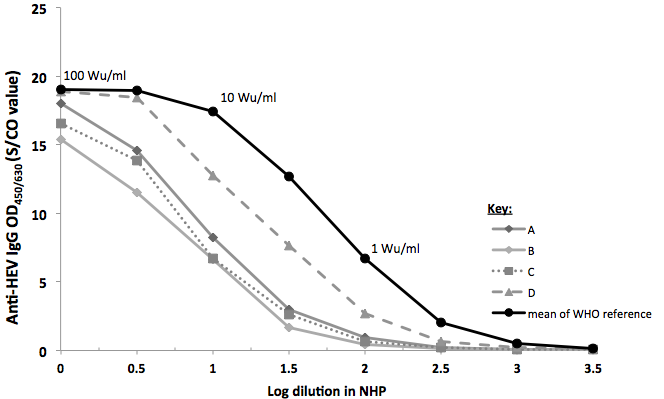 25
20
15
10
5
0
Anti-HEV IgG OD450/630 (S/CO value)
100 Wu/ml
10 Wu/ml
1 Wu/ml
Key:
A
B
C
D
mean of WHO reference
0 0.5 1 1.5 2 2.5 3 3.5
Log dilution in NHP